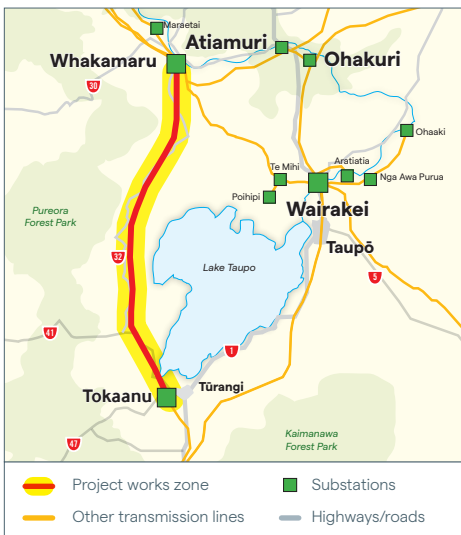 Maraetai
Atiamuri
Whakamaru
Ohakuri
30
Ohaaki
Te Mihi
Aratiatia
Nga Awa Purua
Poihipi
Wairakei
Pureora
Forest Park
Taupō
32
Lake Taupo
5
41
1
Tūrangi
Tokaanu
Kaimanawa
Forest Park
47
Project works zone
Substations
Other transmission lines
Highways/roads